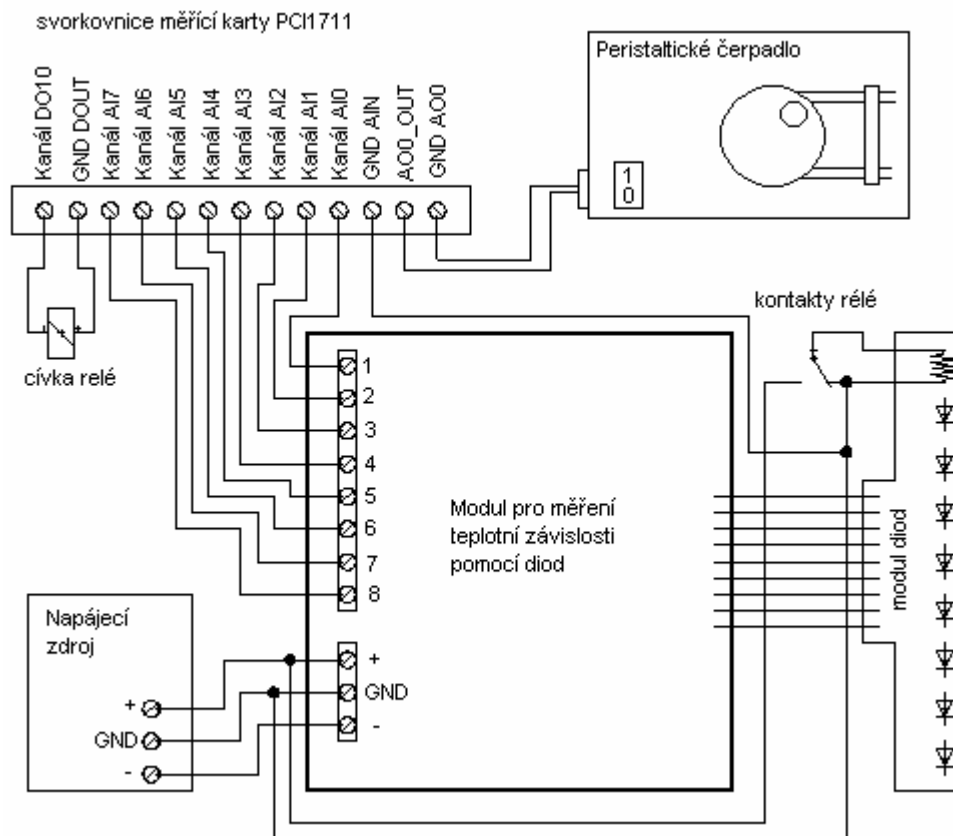 svorkovnice měřící karty PCI1711
Kanál DO10
GND DOUT
Kanál AI7
Kanál AI6
Kanál AI5
Kanál AI4
Kanál AI3
Kanál AI2
Kanál AI1
Kanál AI0
GND AIN
AO0_OUT
GND AO0
Peristaltické čerpadlo
1
0
cívka relé
kontakty rélé
1
2
3
4
5
6
7
8
Modul pro měření
teplotní závislosti
pomocí diod
modul diod
Napájecí
zdroj
+
GND
-
+
GND
-